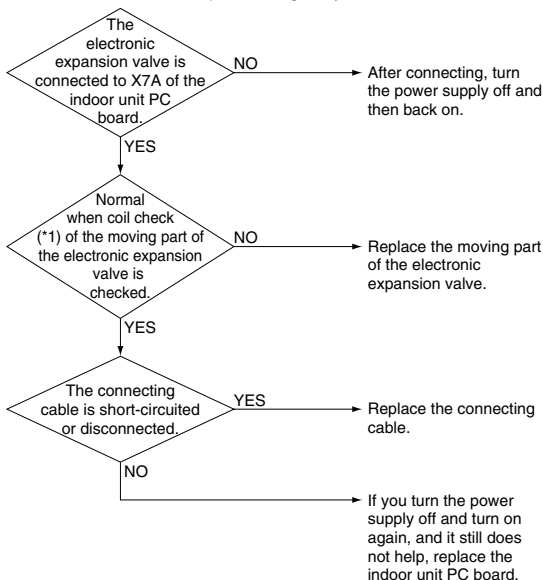 The
electronic
expansion valve is
connected to X7A of the
indoor unit PC
board.
NO
After connecting, turn
the power supply off and
then back on.
YES
Normal
when coil check
(*1) of the moving part of
the electronic expansion
valve is
checked.
NO
Replace the moving part
of the electronic
expansion valve.
YES
The connecting
cable is short-circuited
or disconnected.
YES
Replace the connecting
cable.
NO
If you turn the power
supply off and turn on
again, and it still does
not help, replace the
indoor unit PC board.